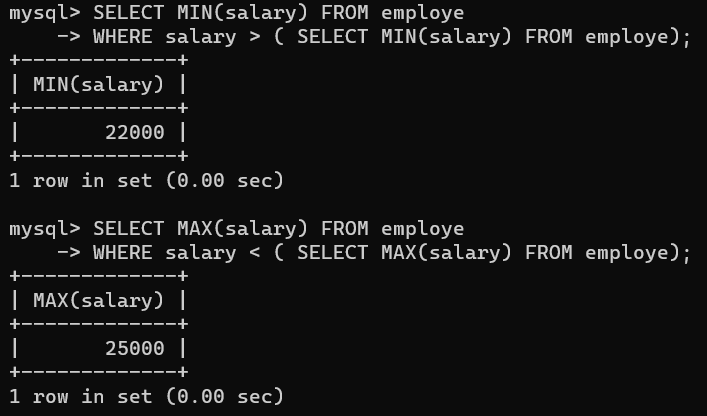 mysql> SELECT MIN(salary) FROM employe
    -> WHERE salary > ( SELECT MIN(salary) FROM employe);
+-------------+
| MIN(salary) |
+-------------+
|       22000 |
+-------------+
1 row in set (0.00 sec)

mysql> SELECT MAX(salary) FROM employe
    -> WHERE salary < ( SELECT MAX(salary) FROM employe);
+-------------+
| MAX(salary) |
+-------------+
|       25000 |
+-------------+
1 row in set (0.00 sec)